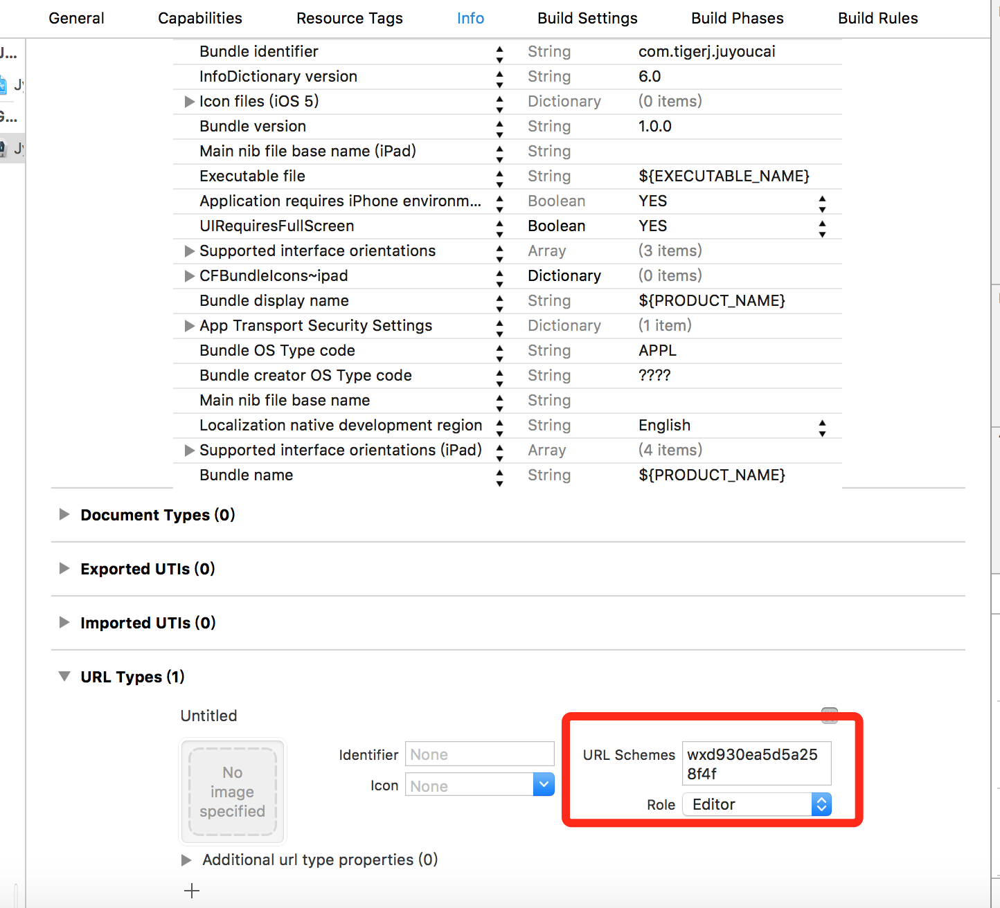 General Capabilities Resource Tags Info Build Settings Build Phases Build Rules
Bundle identifier String com.tigerj.juyoucai
InfoDictionary version String 6.0
Icon files (iOS 5) Dictionary (0 items)
Bundle version String 1.0.0
Main nib file base name (iPad) String
Executable file String ${EXECUTABLE_NAME}
Application requires iPhone environm... Boolean YES
UIRequiresFullScreen Boolean YES
Supported interface orientations Array (3 items)
CFBundleIcons~ipad Dictionary (0 items)
Bundle display name String ${PRODUCT_NAME}
App Transport Security Settings Dictionary (1 item)
Bundle OS Type code String APPL
Bundle creator OS Type code String ????
Main nib file base name String
Localization native development region String English
Supported interface orientations (iPad) Array (4 items)
Bundle name String ${PRODUCT_NAME}
Document Types (0)
Exported UTIs (0)
Imported UTIs (0)
URL Types (1)
Untitled
No
image
specified
Identifier None
Icon None
URL Schemes wxd930ea5d5a25
8f4f
Role Editor
Additional url type properties (0)